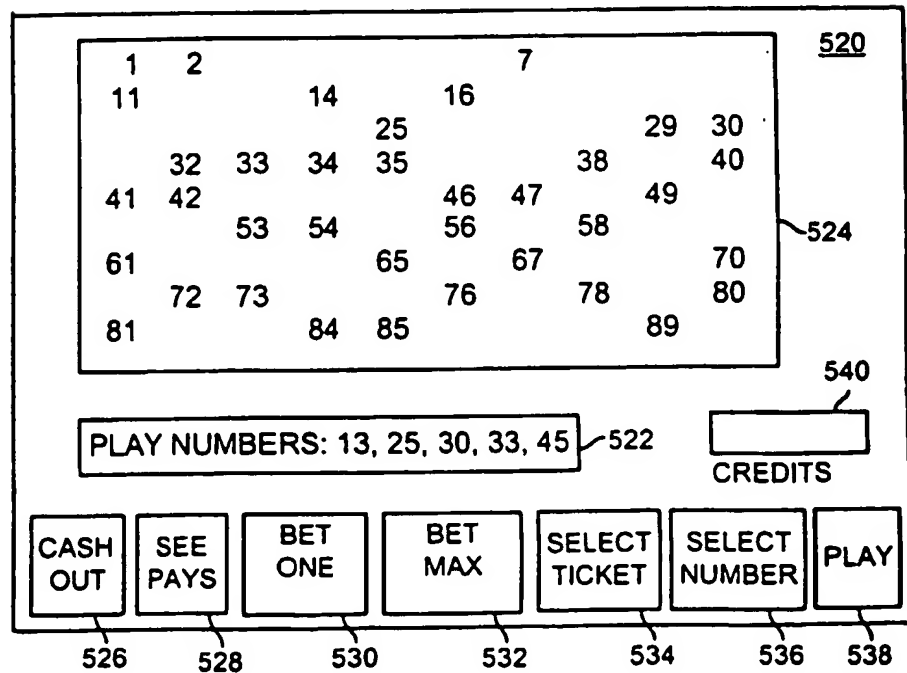 520
1 2 7
11 14 16
25 29 30
32 33 34 35 38 40
41 42 46 47 49
53 54 56 58
524
61 65 67 70
72 73 76 78 80
81 84 85 89
540
PLAY NUMBERS: 13, 25, 30, 33, 45
522
CREDITS
CASH OUT
SEE PAYS
BET ONE
BET MAX
SELECT TICKET
SELECT NUMBER
PLAY
526 528 530 532 534 536 538